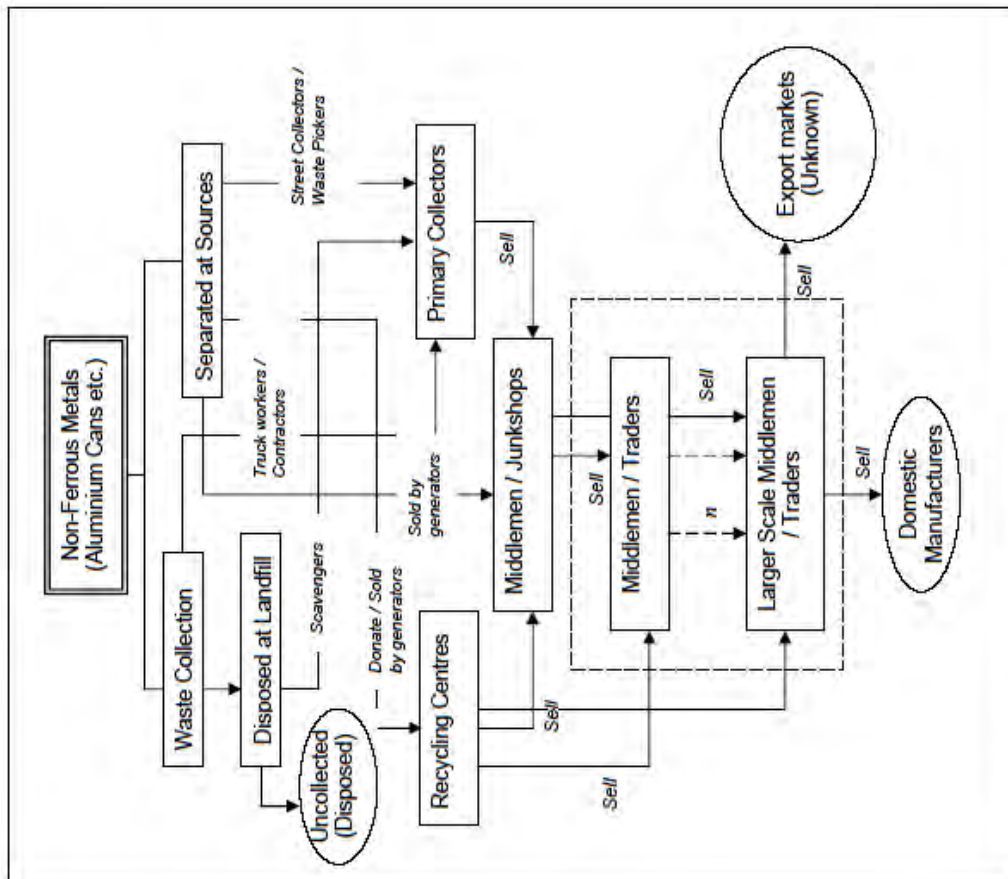 Non-Ferrous Metals
(Aluminium Cans etc.)
Waste Collection
Separated at Sources
Disposed at Landfill
Truck workers /
Contractors
Street Collectors /
Waste Pickers
Scavengers
Uncollected
(Disposed)
Donate / Sold
by generators
Sold by
generators
Primary Collectors
Recycling Centres
Sell
Middlemen / Junkshops
Sell
Sell
Middlemen / Traders
Sell
Sell
n
Larger Scale Middlemen
/ Traders
Sell
Export markets
(Unknown)
Sell
Domestic
Manufacturers